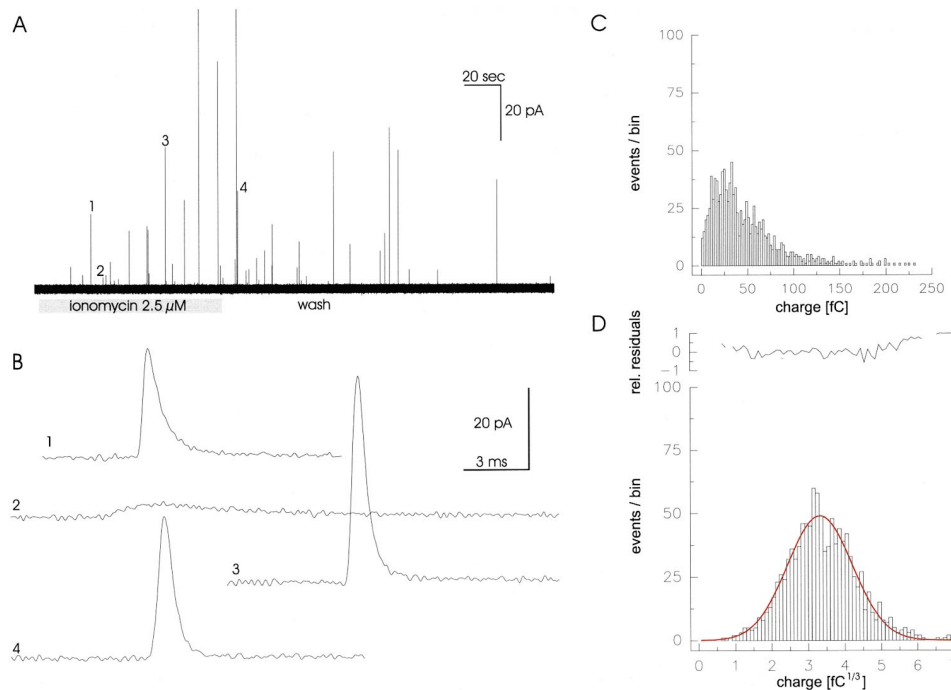 A
20 sec
20 pA
1
2
3
4
ionomycin 2.5 µM
wash
B
1
2
3
4
20 pA
3 ms
C
events / bin
100
75
50
25
0
0 50 100 150 200 250
charge [fC]
D
rel. residuals
1
0
−1
events / bin
100
75
50
25
0
0 1 2 3 4 5 6
charge [fC^1/3]